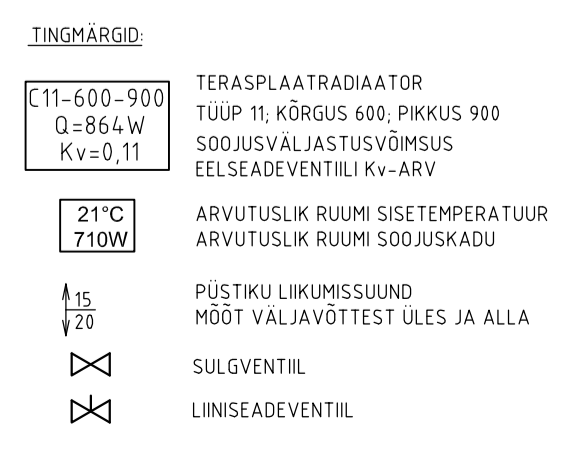 TINGMÄRGID:
C11-600-900
Q=864W
Kv=0,11
TERASPLAATRADIAATOR
TÜÜP 11; KÕRGUS 600; PIKKUS 900
SOOJUSVÄLJASTUSVÕIMSUS
EELSEADEVENTIILI Kv-ARV
21°C
710W
ARVUTUSLIK RUUMI SISETEMPERATUUR
ARVUTUSLIK RUUMI SOOJUSKADU
15
20
PÜSTIKU LIIKUMISSUUND
MÕÕT VÄLJAVÕTTEST ÜLES JA ALLA
SULGVENTIIL
LIINISEADEVENTIIL